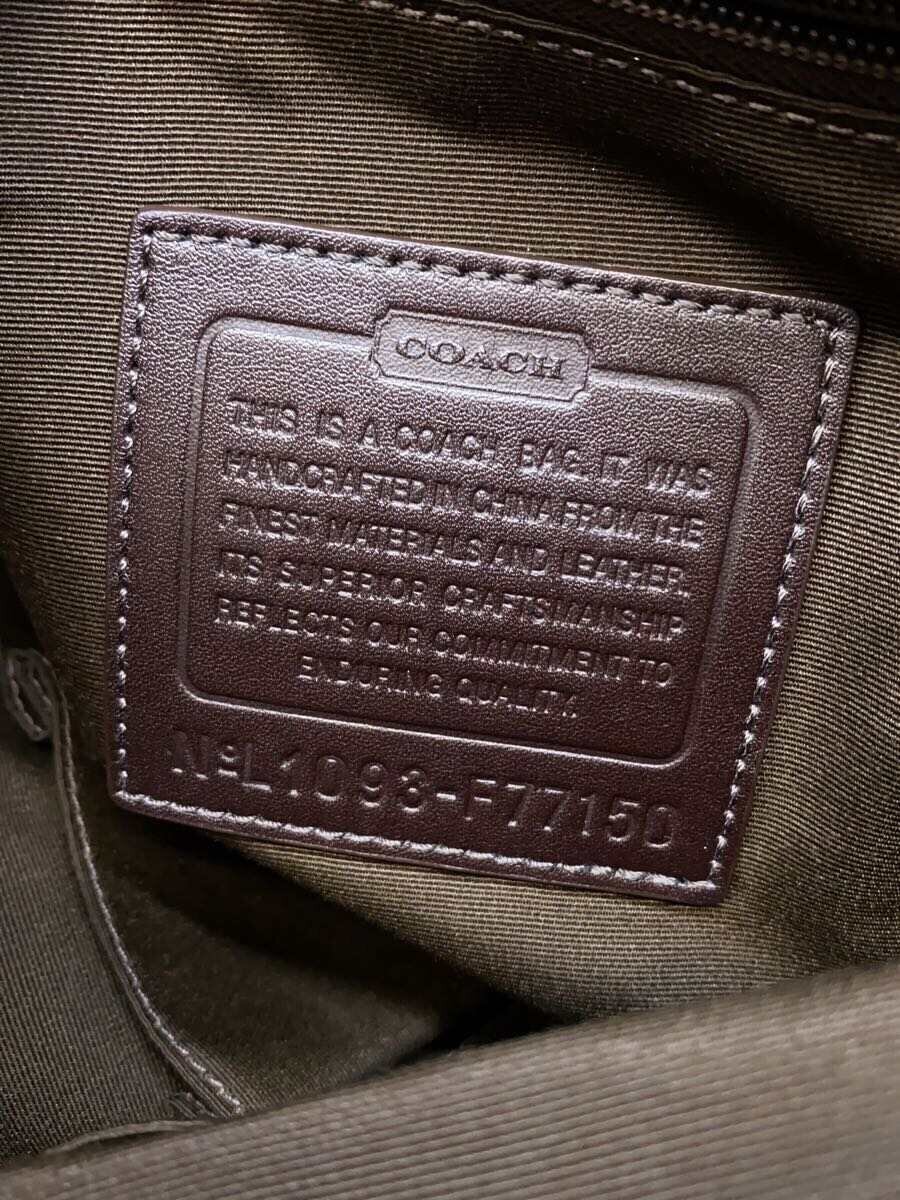 COACH
THIS IS A COACH BAG. IT WAS
HANDCRAFTED IN CHINA FROM THE
FINEST MATERIALS AND LEATHER.
ITS SUPERIOR CRAFTSMANSHIP
REFLECTS OUR COMMITMENT TO
ENDURING QUALITY.
Nº L1093-F77150